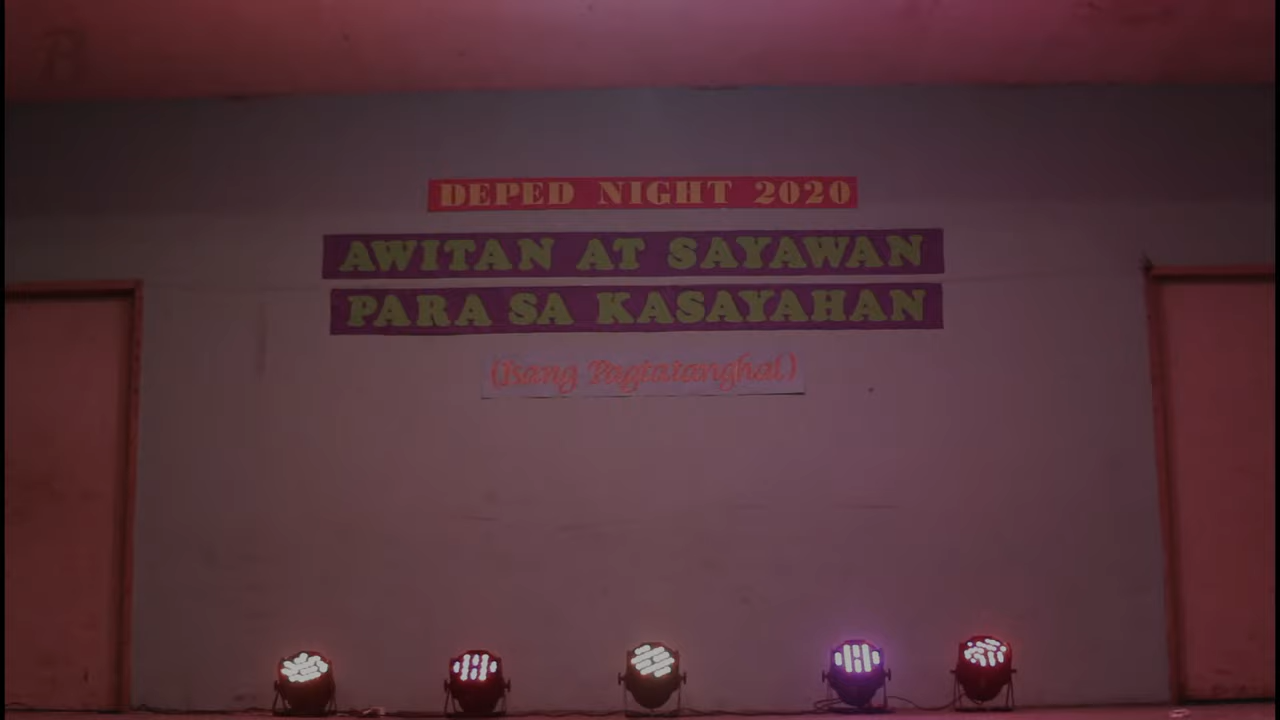 DEPED NIGHT 2020
AWITAN AT SAYAWAN
PARA SA KASAYAHAN
(Isang Pagtatanghal)